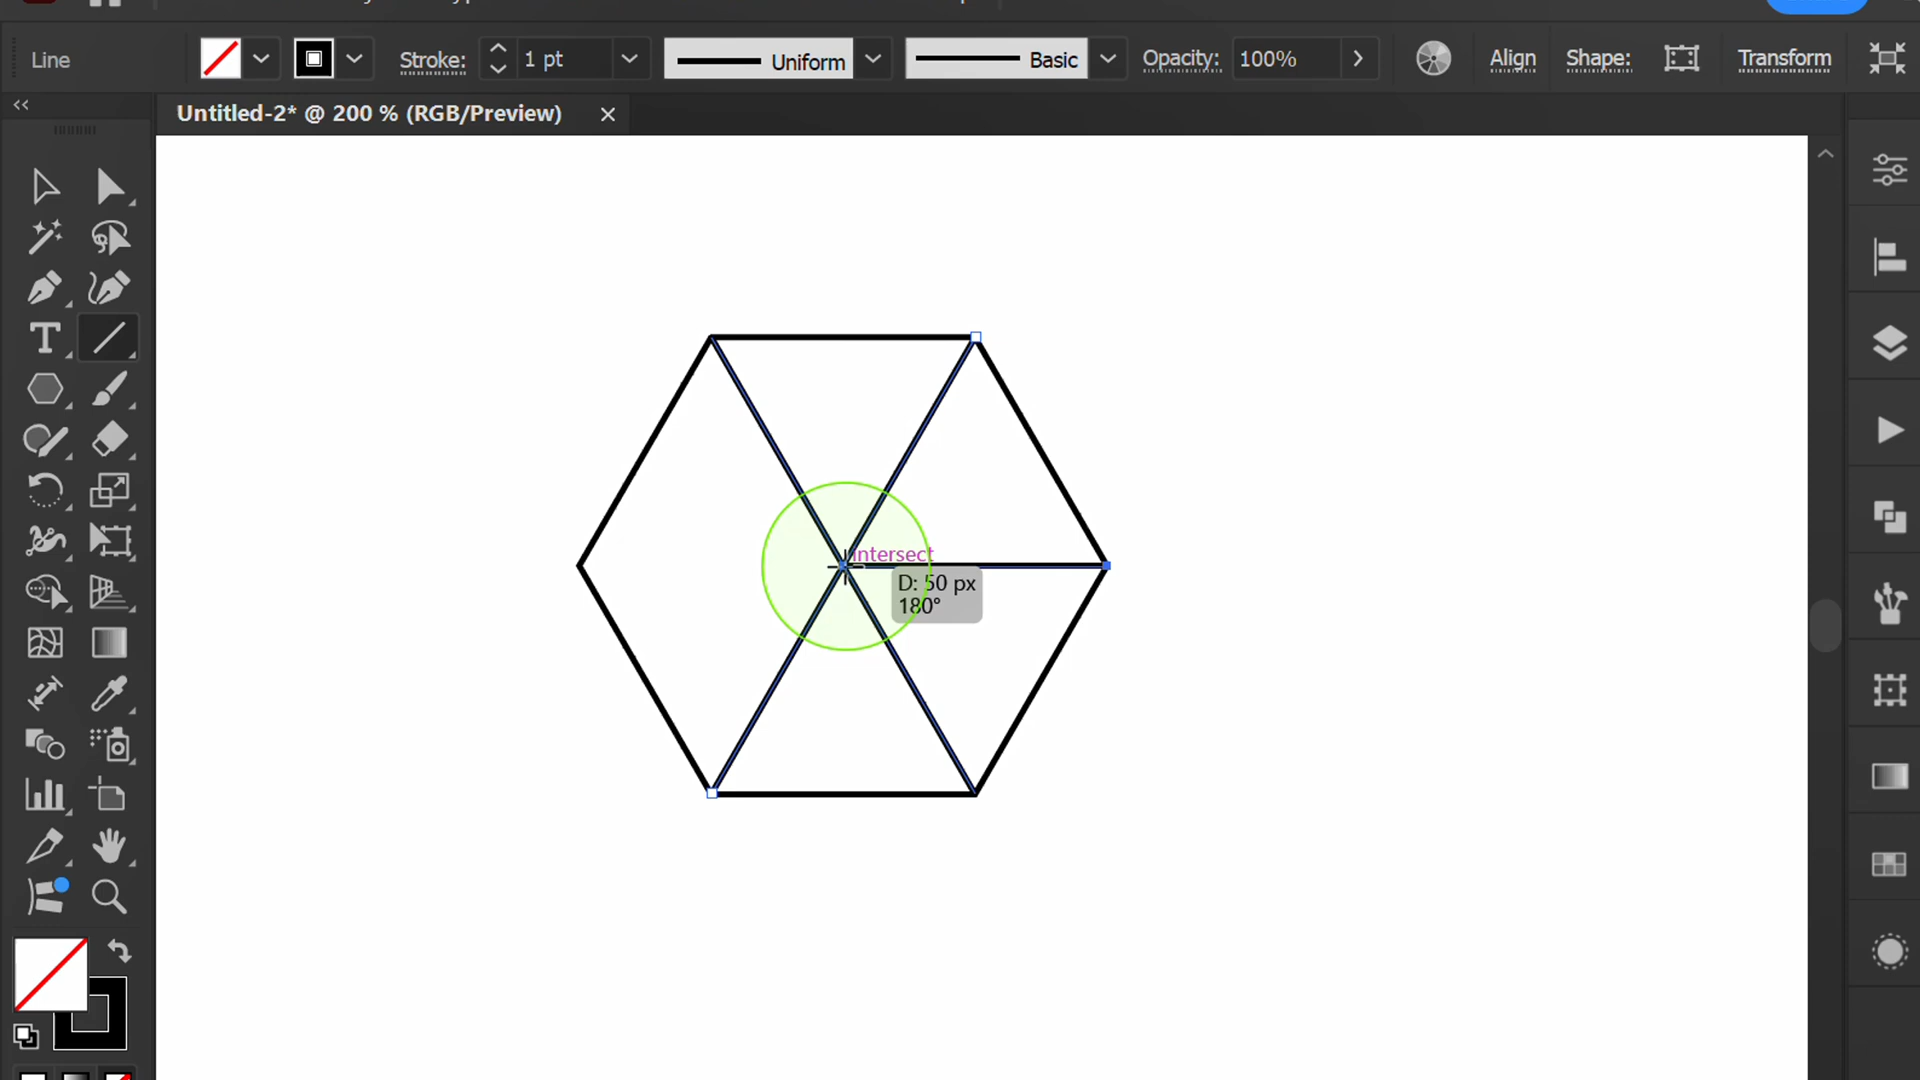 Line
Stroke:
1 pt
Uniform
Basic
Opacity:
100%
Align
Shape:
Transform
Untitled-2* @ 200 % (RGB/Preview)
intersect
D: 50 px
180°